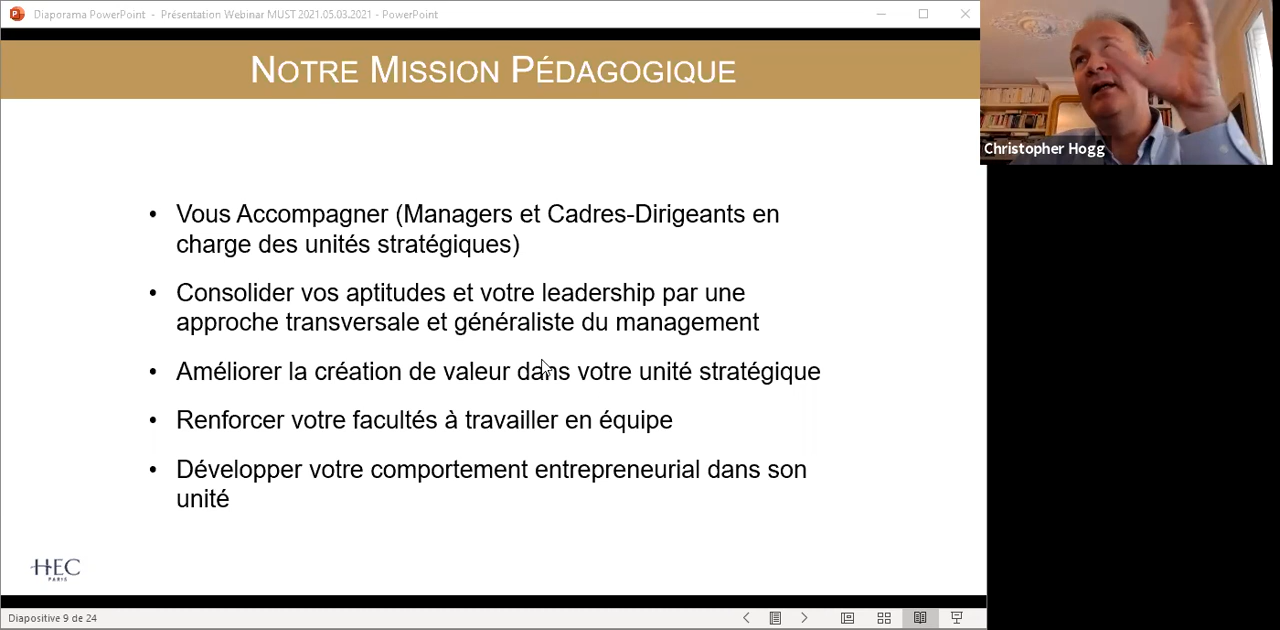 Diaporama PowerPoint - Présentation Webinar MUST 2021.05.03.2021 - PowerPoint
NOTRE MISSION PÉDAGOGIQUE
Christopher Hogg
• Vous Accompagner (Managers et Cadres-Dirigeants en
charge des unités stratégiques)
• Consolider vos aptitudes et votre leadership par une
approche transversale et généraliste du management
• Améliorer la création de valeur dans votre unité stratégique
• Renforcer votre facultés à travailler en équipe
• Développer votre comportement entrepreneurial dans son
unité
HEC
PARIS
Diapositive 9 de 24